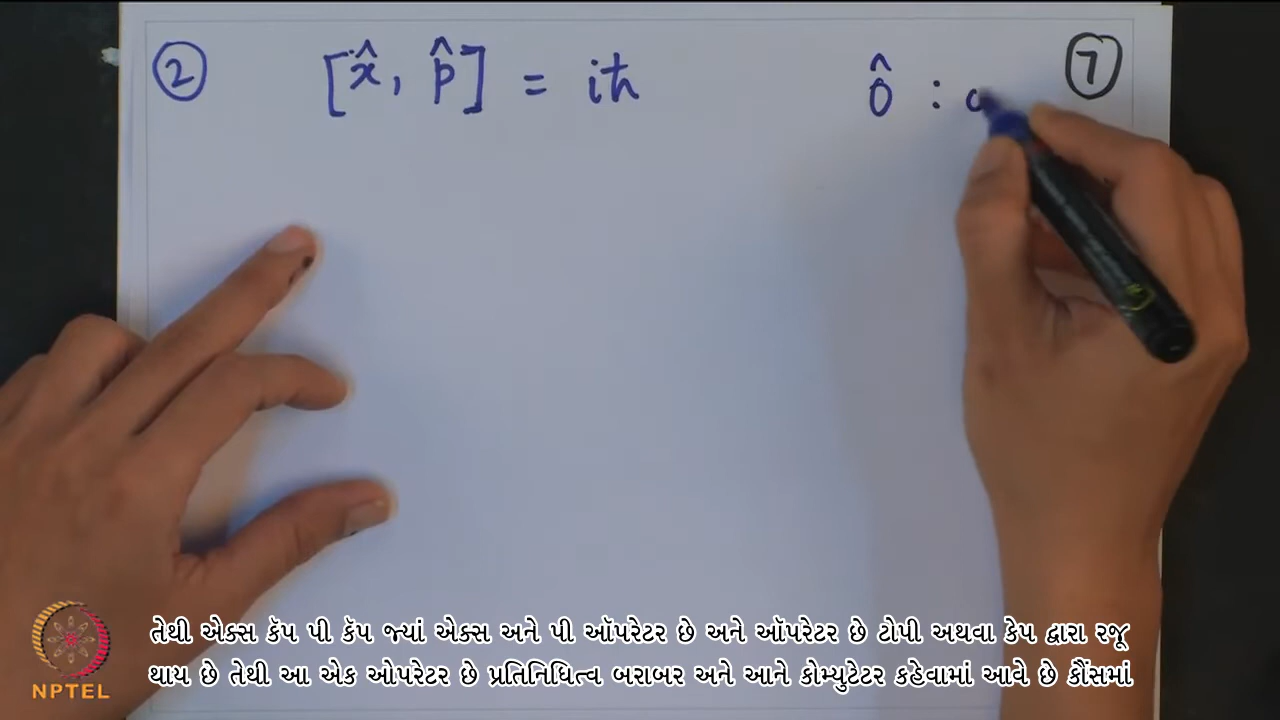 ② [x̂, p̂] = iħ ô : ⑦
તેથી એક્સ કૅપ પી કૅપ જ્યાં એક્સ અને પી ઑપરેટર છે અને ઑપરેટર છે ટોપી અથવા કેપ દ્વારા રજૂ
થાય છે તેથી આ એક ઓપરેટર છે પ્રતિનિધિત્વ બરાબર અને આને કોમ્યુટેટર કહેવામાં આવે છે કૌંસમાં
NPTEL